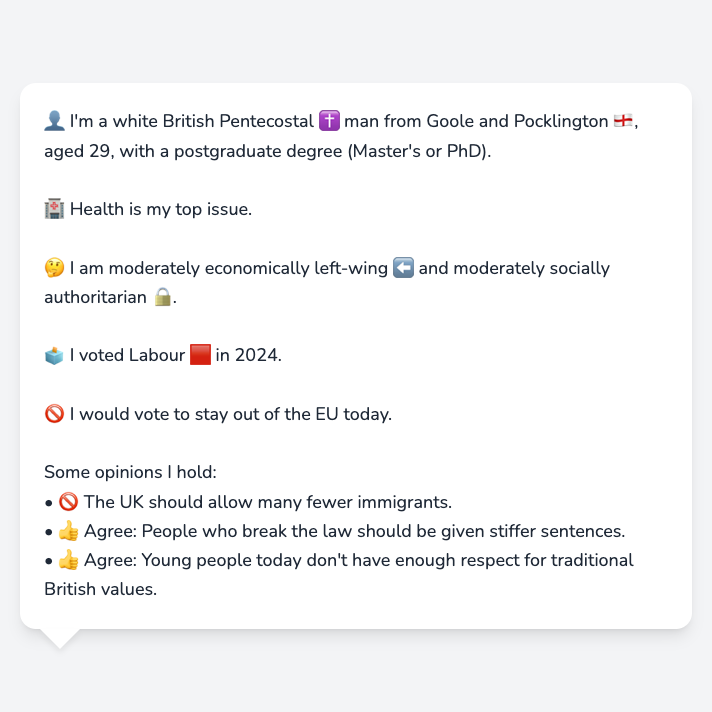 👤 I'm a white British Pentecostal ✝️ man from Goole and Pocklington 🏴󠁧󠁢󠁥󠁮󠁧󠁿,
aged 29, with a postgraduate degree (Master's or PhD).
🏥 Health is my top issue.
🤔 I am moderately economically left-wing ⬅️ and moderately socially
authoritarian 🔒.
🗳️ I voted Labour 🟥 in 2024.
🚫 I would vote to stay out of the EU today.
Some opinions I hold:
• 🚫 The UK should allow many fewer immigrants.
• 👍 Agree: People who break the law should be given stiffer sentences.
• 👍 Agree: Young people today don't have enough respect for traditional
British values.